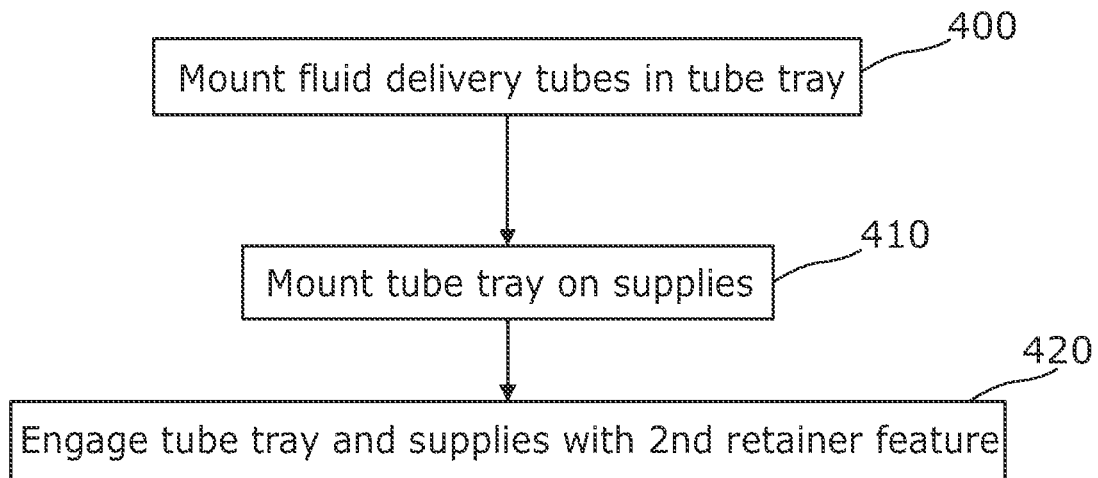 400
Mount fluid delivery tubes in tube tray
410
Mount tube tray on supplies
420
Engage tube tray and supplies with 2nd retainer feature